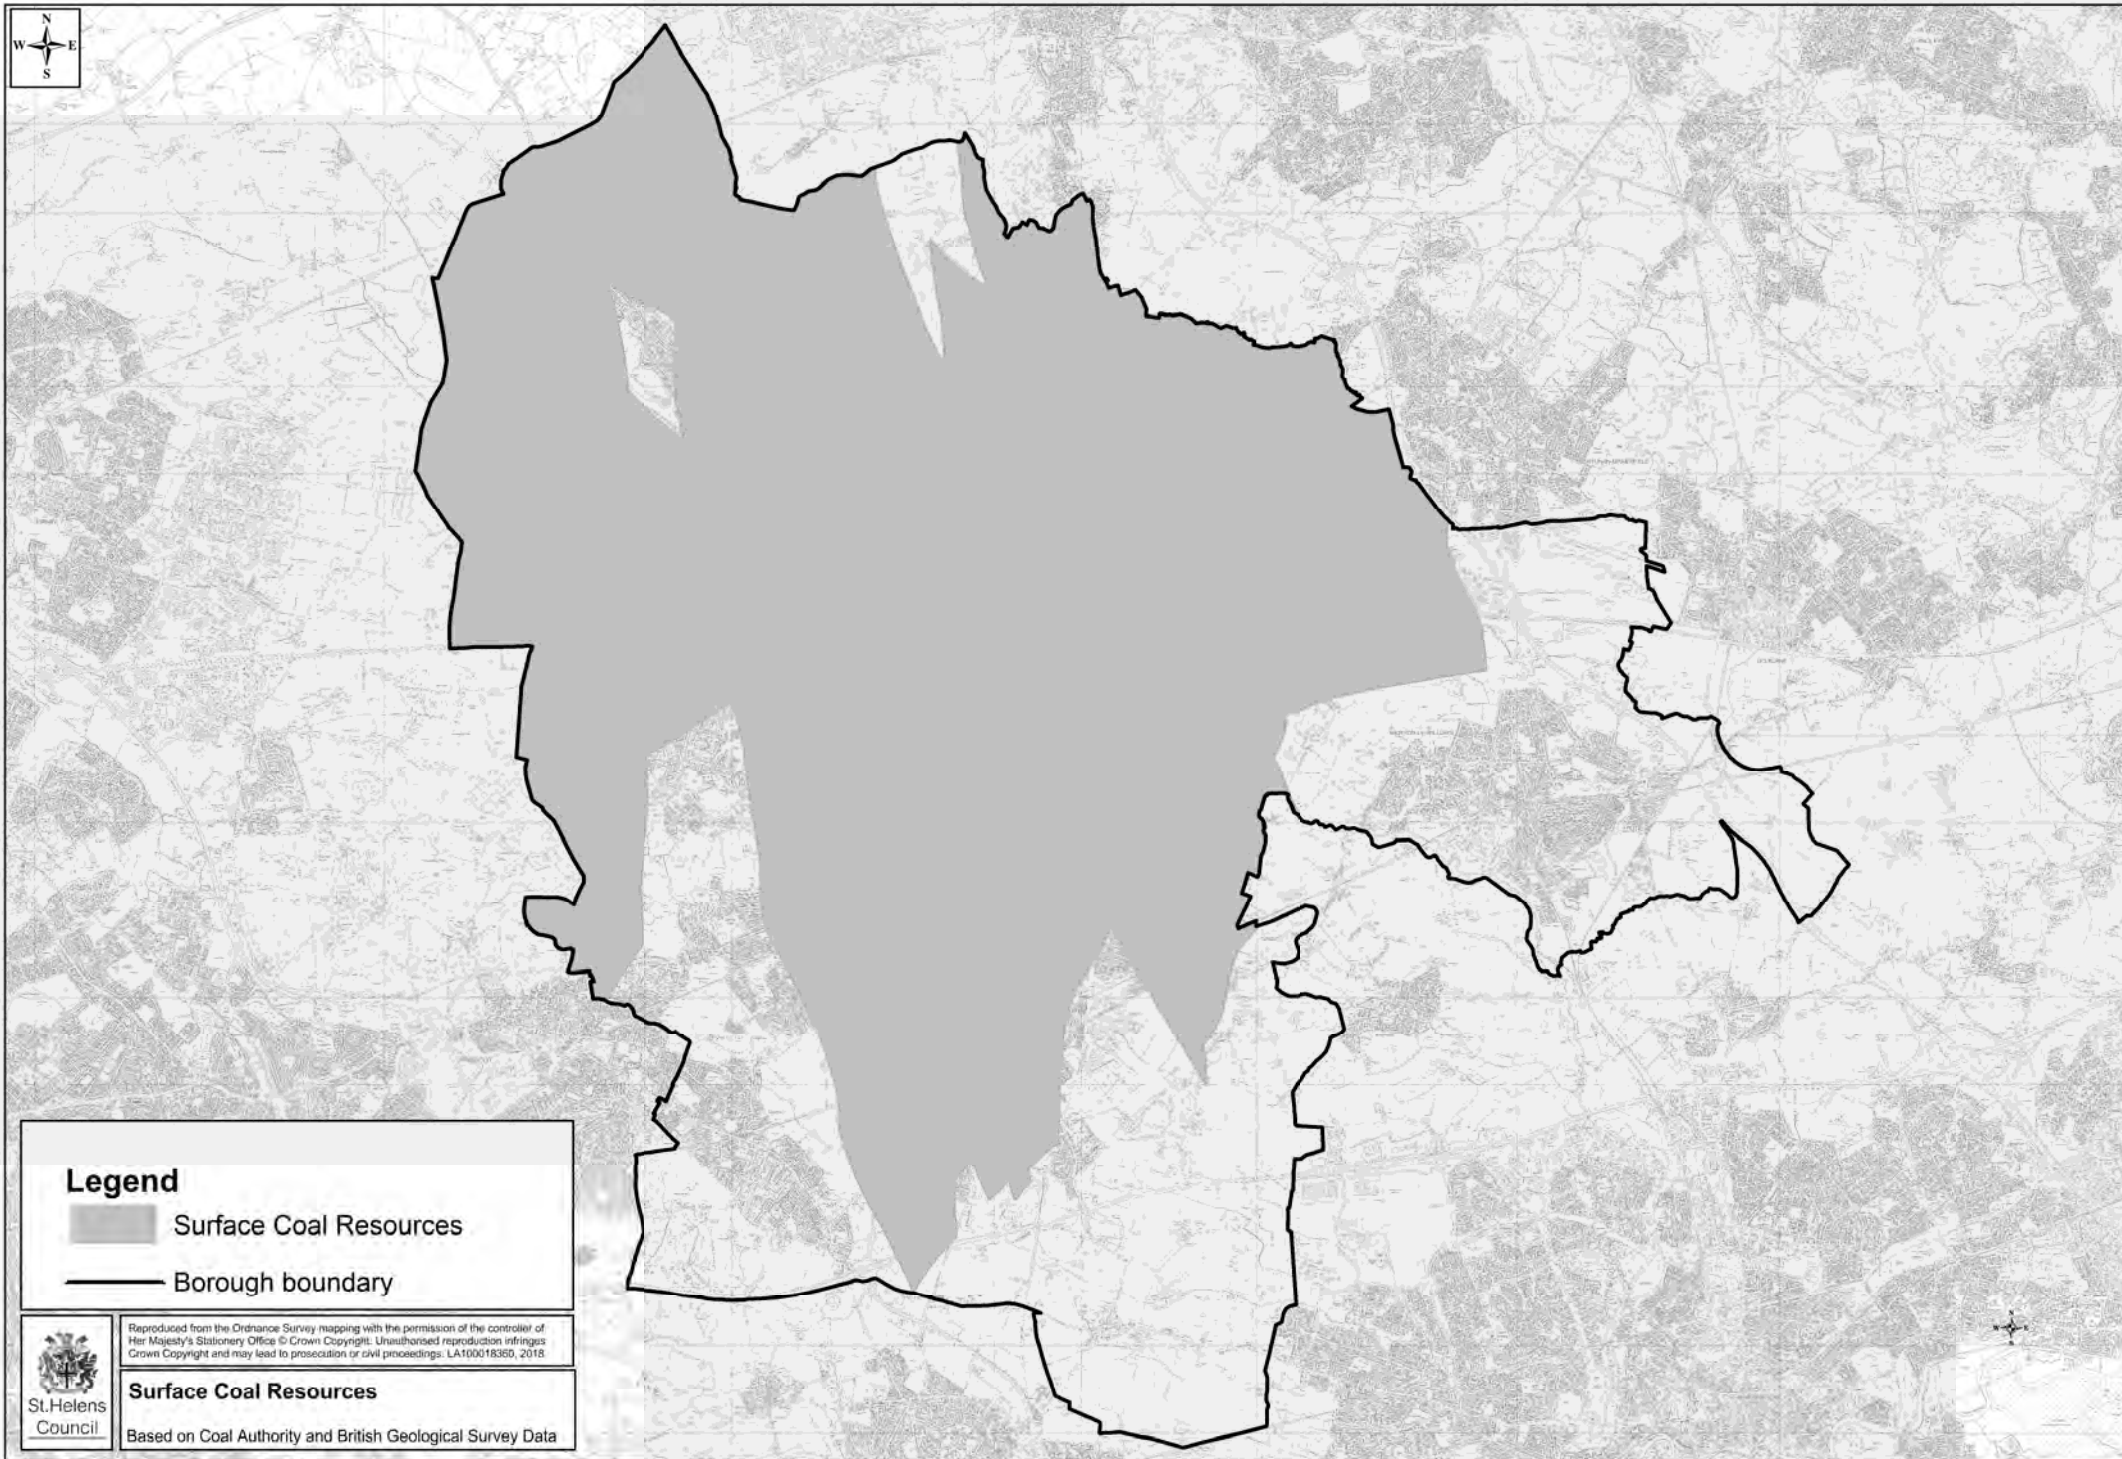 N
W E
S
Legend
Surface Coal Resources
Borough boundary
Reproduced from the Ordnance Survey mapping with the permission of the controller of
Her Majesty's Stationery Office © Crown Copyright. Unauthorised reproduction infringes
Crown Copyright and may lead to prosecution or civil proceedings. LA100018360, 2018
St.Helens
Council
Surface Coal Resources
Based on Coal Authority and British Geological Survey Data
N
W E
S